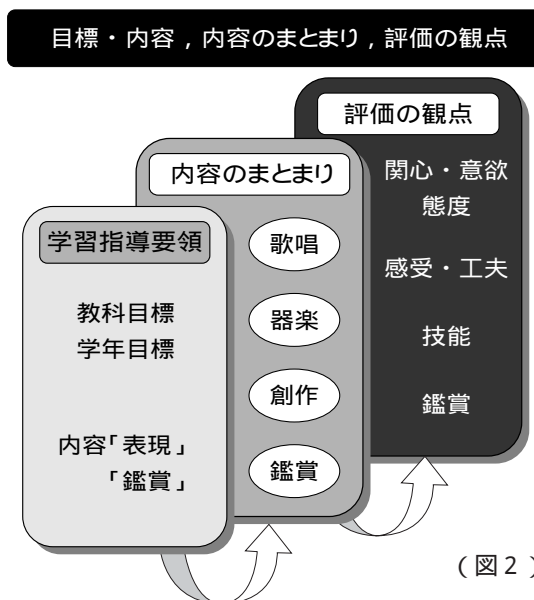 目標・内容，内容のまとまり，評価の観点
評価の観点
関心・意欲
態度
感受・工夫
技能
鑑賞
内容のまとまり
歌唱
器楽
創作
鑑賞
学習指導要領
教科目標
学年目標
内容「表現」
「鑑賞」
（図２）